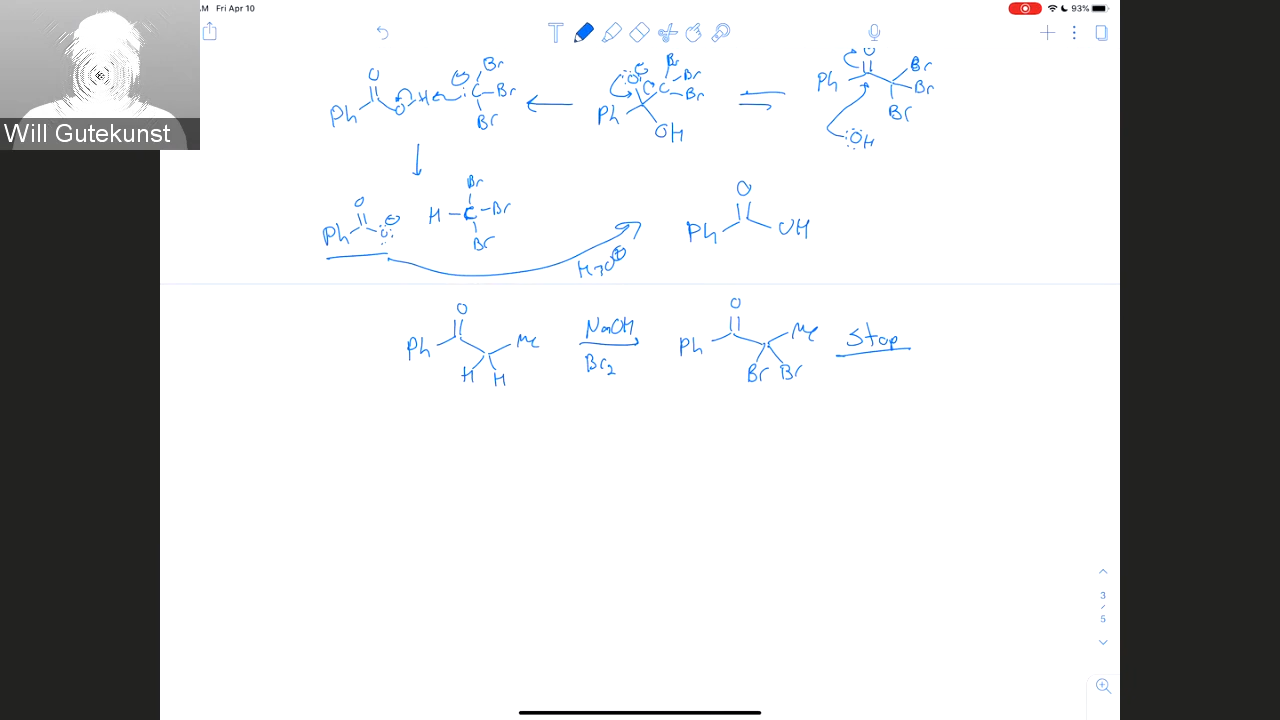 AM Fri Apr 10 93%
Will Gutekunst
O Ph O H ⊖ C Br Br Br
⊖ O Br C Br Br Ph OH
O Ph Br Br Br ⊖ OH
O Ph O ⊖
H C Br Br Br
H3O⊕
O Ph OH
O Ph Me H H
NaOH
Br2
O Ph Me Br Br
Stop
T
3
/
5